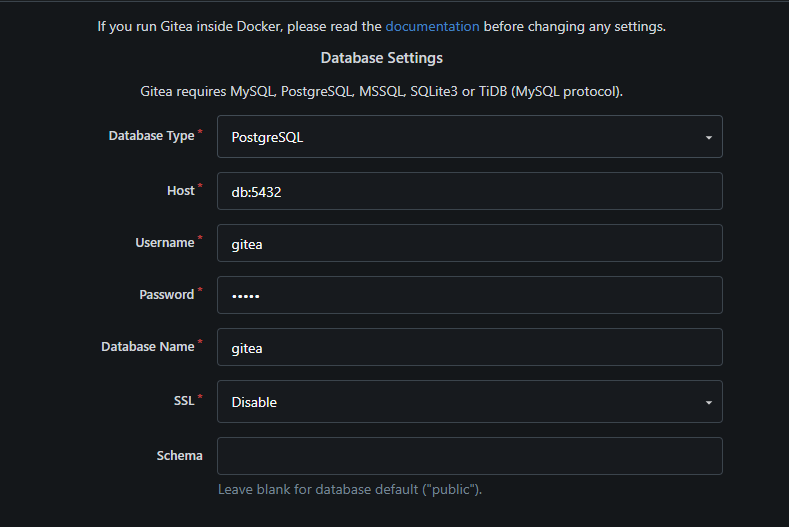 If you run Gitea inside Docker, please read the documentation before changing any settings.
Database Settings
Gitea requires MySQL, PostgreSQL, MSSQL, SQLite3 or TiDB (MySQL protocol).
Database Type * PostgreSQL
Host * db:5432
Username * gitea
Password * •••••
Database Name * gitea
SSL * Disable
Schema
Leave blank for database default ("public").